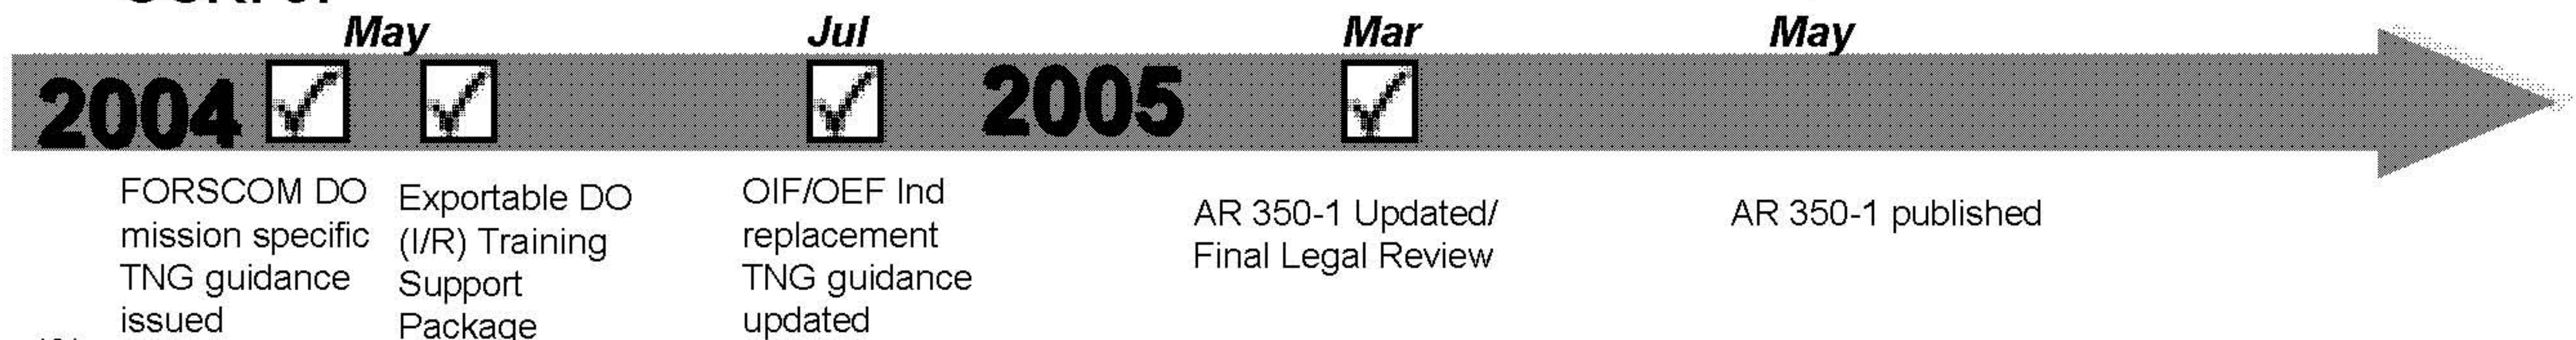 May Jul Mar May
2004 2005
FORSCOM DO
mission specific
TNG guidance
issued
Exportable DO
(I/R) Training
Support
Package
OIF/OEF Ind
replacement
TNG guidance
updated
AR 350-1 Updated/
Final Legal Review
AR 350-1 published